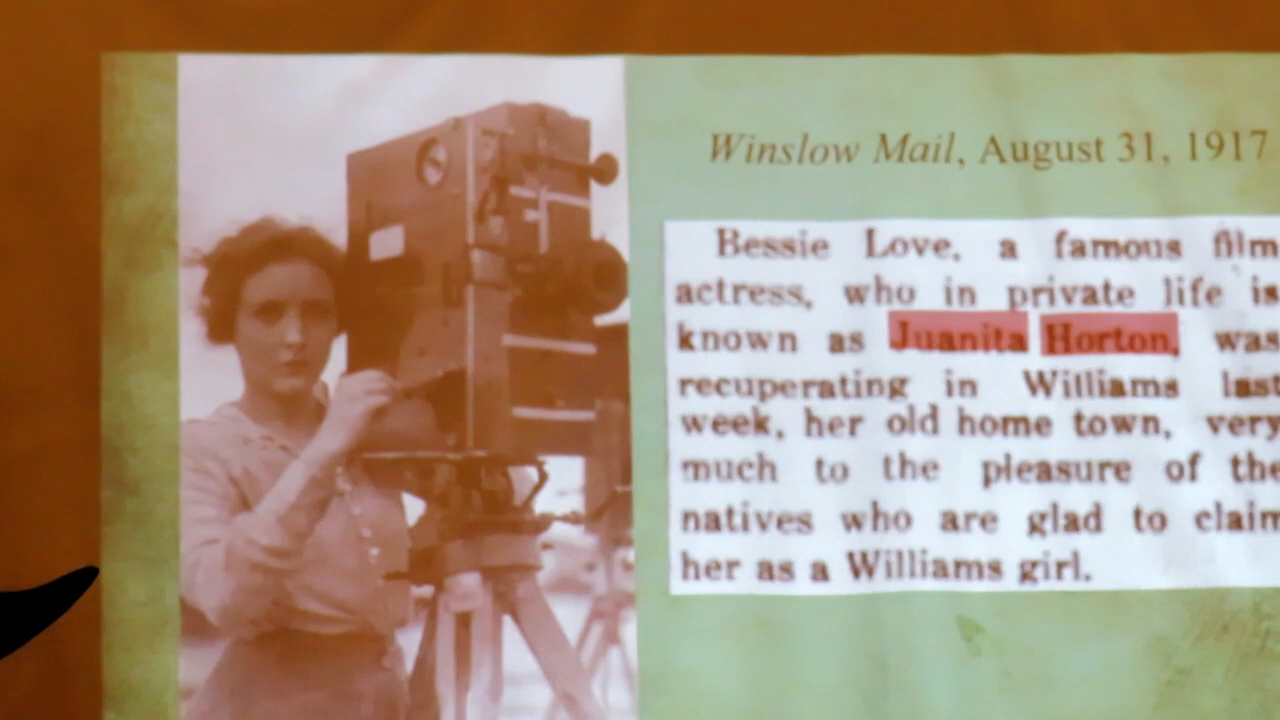 Winslow Mail, August 31, 1917
Bessie Love, a famous film
actress, who in private life is
known as Juanita Horton, was
recuperating in Williams last
week, her old home town, very
much to the pleasure of the
natives who are glad to claim
her as a Williams girl.